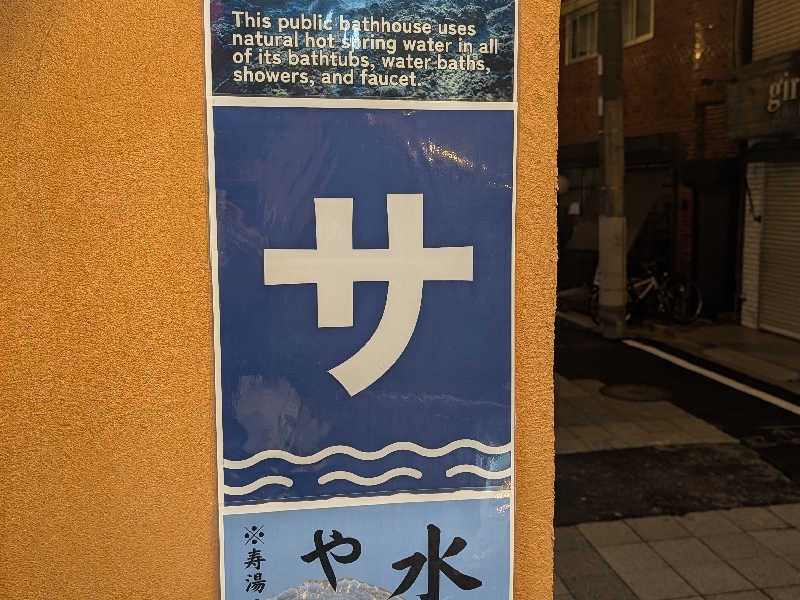 This public bathhouse uses
natural hot spring water in all
of its bathtubs, water baths,
showers, and faucet.
サ
水
や
※寿湯
gir